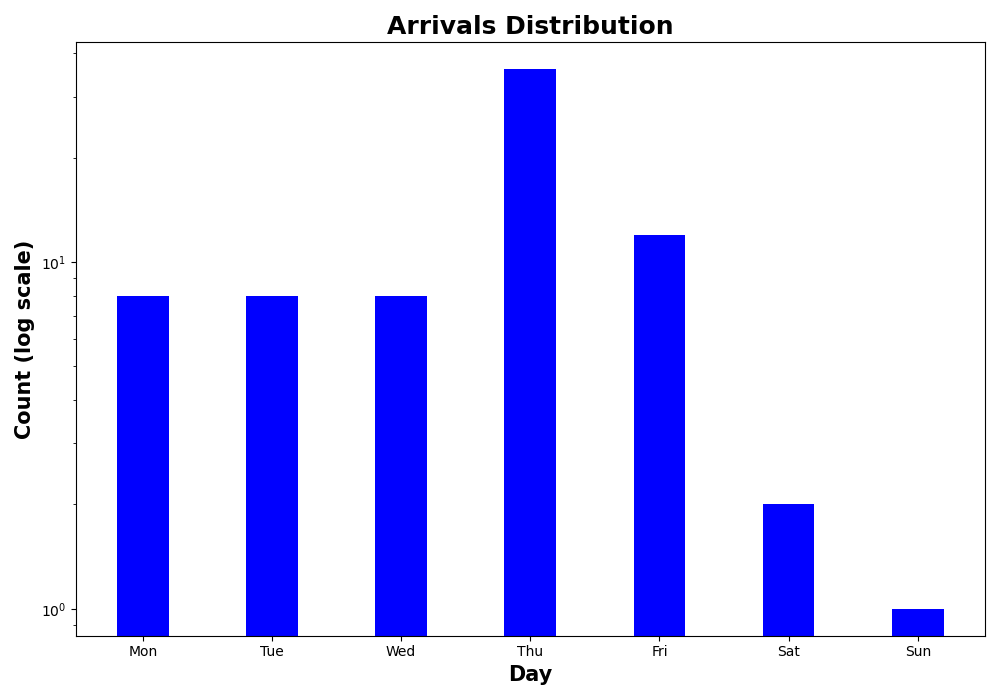 Arrivals Distribution
Count (log scale)
10¹
10⁰
Mon Tue Wed Thu Fri Sat Sun
Day